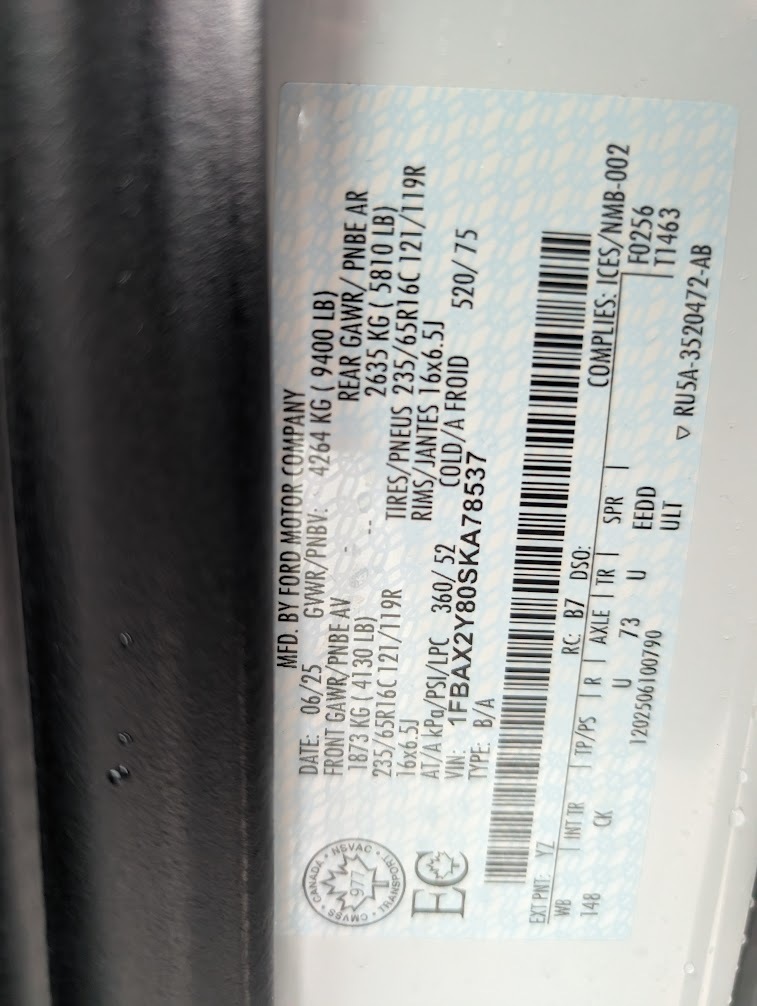 MFD. BY FORD MOTOR COMPANY
DATE: 06/25 GVWR/PNBV: 4264 KG ( 9400 LB)
FRONT GAWR/PNBE AV REAR GAWR/ PNBE AR
1873 KG ( 4130 LB) 2635 KG ( 5810 LB)
235/65R16C 121/119R TIRES/PNEUS 235/65R16C 121/119R
16x6.5J RIMS/JANTES 16x6.5J
AT/A kPa/PSI/LPC 360/ 52 COLD/A FROID 520/ 75
VIN: 1FBAX2Y80SKA78537
TYPE: B/A
CANADA • NSVAC • TRANSPORT • CMVSS •
977
EC
EXT PNT: YZ RC: B7 DSO: COMPLIES: ICES/NMB-002
WB INT TR TP/PS R AXLE TR SPR F0256
148 CK U 73 U EEDD T1463
1202506100790 ULT
▽ RU5A-3520472-AB